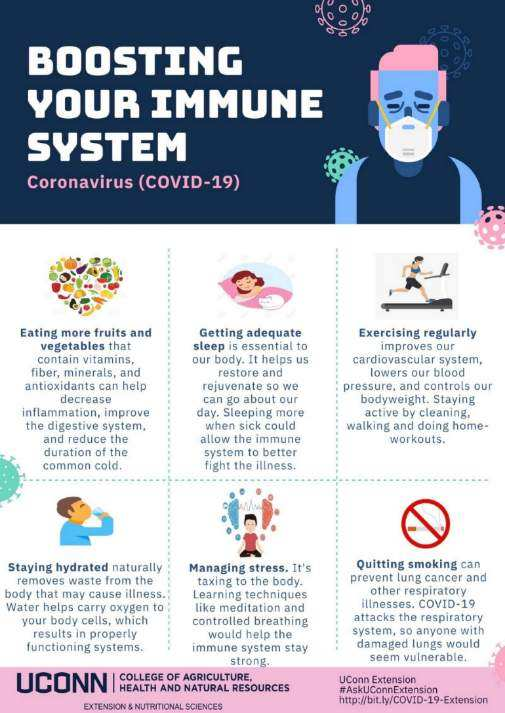 BOOSTING
YOUR IMMUNE
SYSTEM
Coronavirus (COVID-19)
Eating more fruits and
vegetables that
contain vitamins,
fiber, minerals, and
antioxidants can help
decrease
inflammation, improve
the digestive system,
and reduce the
duration of the
common cold.
Getting adequate
sleep is essential to
our body. It helps us
restore and
rejuvenate so we
can go about our
day. Sleeping more
when sick could
allow the immune
system to better
fight the illness.
Exercising regularly
improves our
cardiovascular system,
lowers our blood
pressure, and controls our
bodyweight. Staying
active by cleaning,
walking and doing home-
workouts.
Staying hydrated naturally
removes waste from the
body that may cause illness.
Water helps carry oxygen to
your body cells, which
results in properly
functioning systems.
Managing stress. It's
taxing to the body.
Learning techniques
like meditation and
controlled breathing
would help the
immune system stay
strong.
Quitting smoking can
prevent lung cancer and
other respiratory
illnesses. COVID-19
attacks the respiratory
system, so anyone with
damaged lungs would
seem vulnerable.
UCONN
COLLEGE OF AGRICULTURE,
HEALTH AND NATURAL RESOURCES
EXTENSION & NUTRITIONAL SCIENCES
UConn Extension
#AskUConnExtension
http://bit.ly/COVID-19-Extension